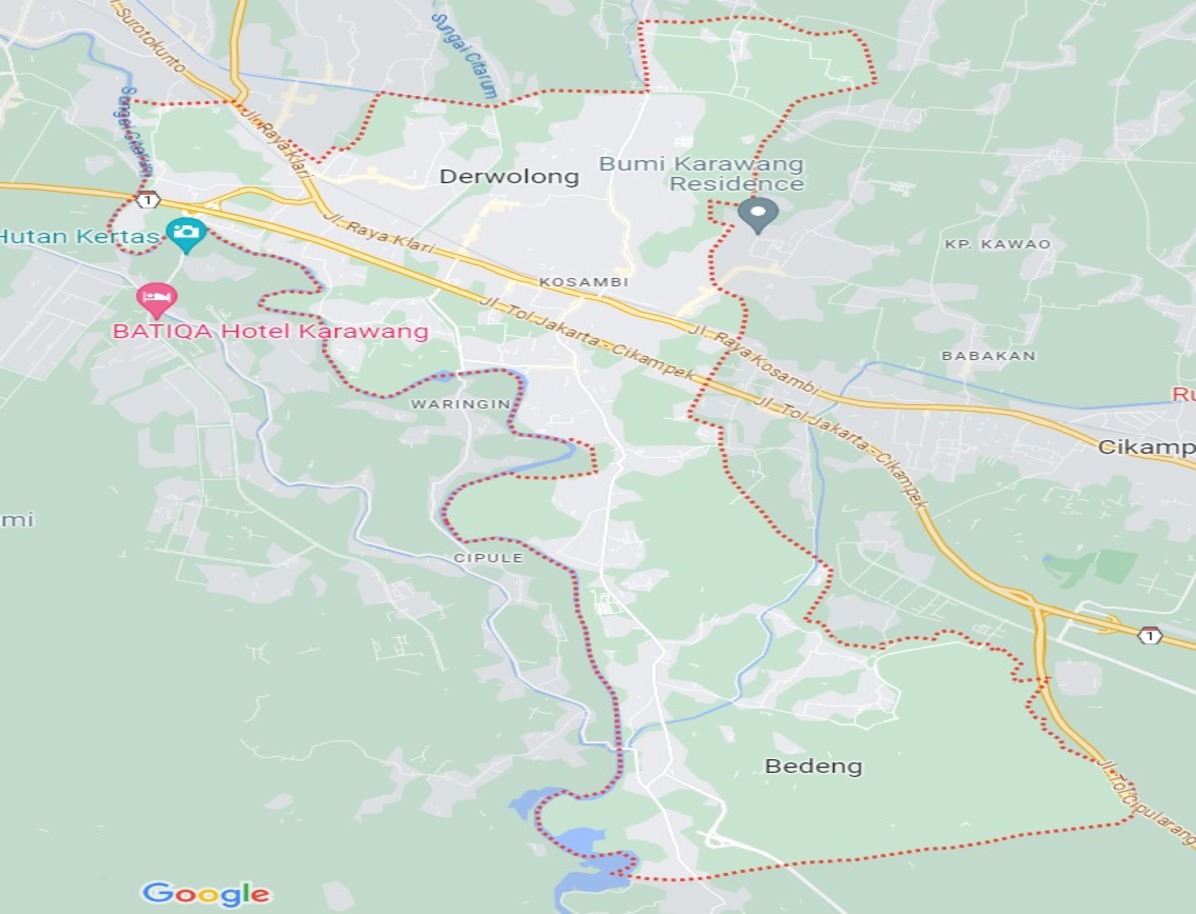 Surotokunto
Sungai Citarum
Sungai Citarum
Jl. Raya Klari
Derwolong
Bumi Karawang
Residence
1
Hutan Kertas
Jl. Raya Klari
KP. KAWAO
KOSAMBI
BATIQA Hotel Karawang
Jl. Tol Jakarta - Cikampek
Jl. Raya Kosambi
BABAKAN
Ru
WARINGIN
Jl. Tol Jakarta - Cikampek
Cikamp
mi
CIPULE
1
Bedeng
Jl. Tol Cipularang
Google